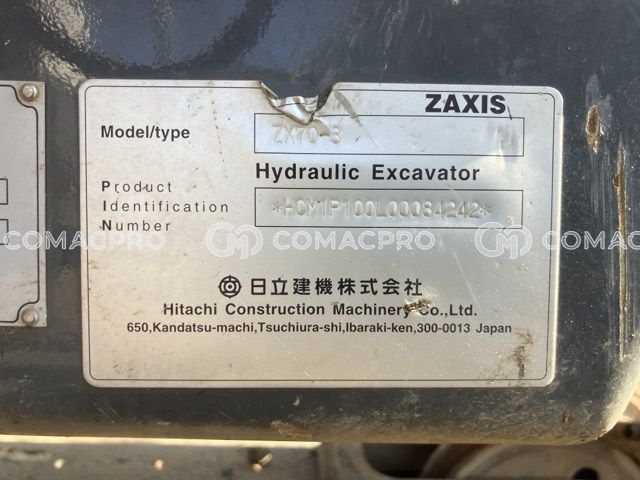 ZAXIS
Model/type ZX70-3
Hydraulic Excavator
Product
Identification *HCM1P100L00084242*
Number
COMACPRO COMACPRO COMACPRO
日立建機株式会社
Hitachi Construction Machinery Co.,Ltd.
650,Kandatsu-machi,Tsuchiura-shi,Ibaraki-ken,300-0013 Japan